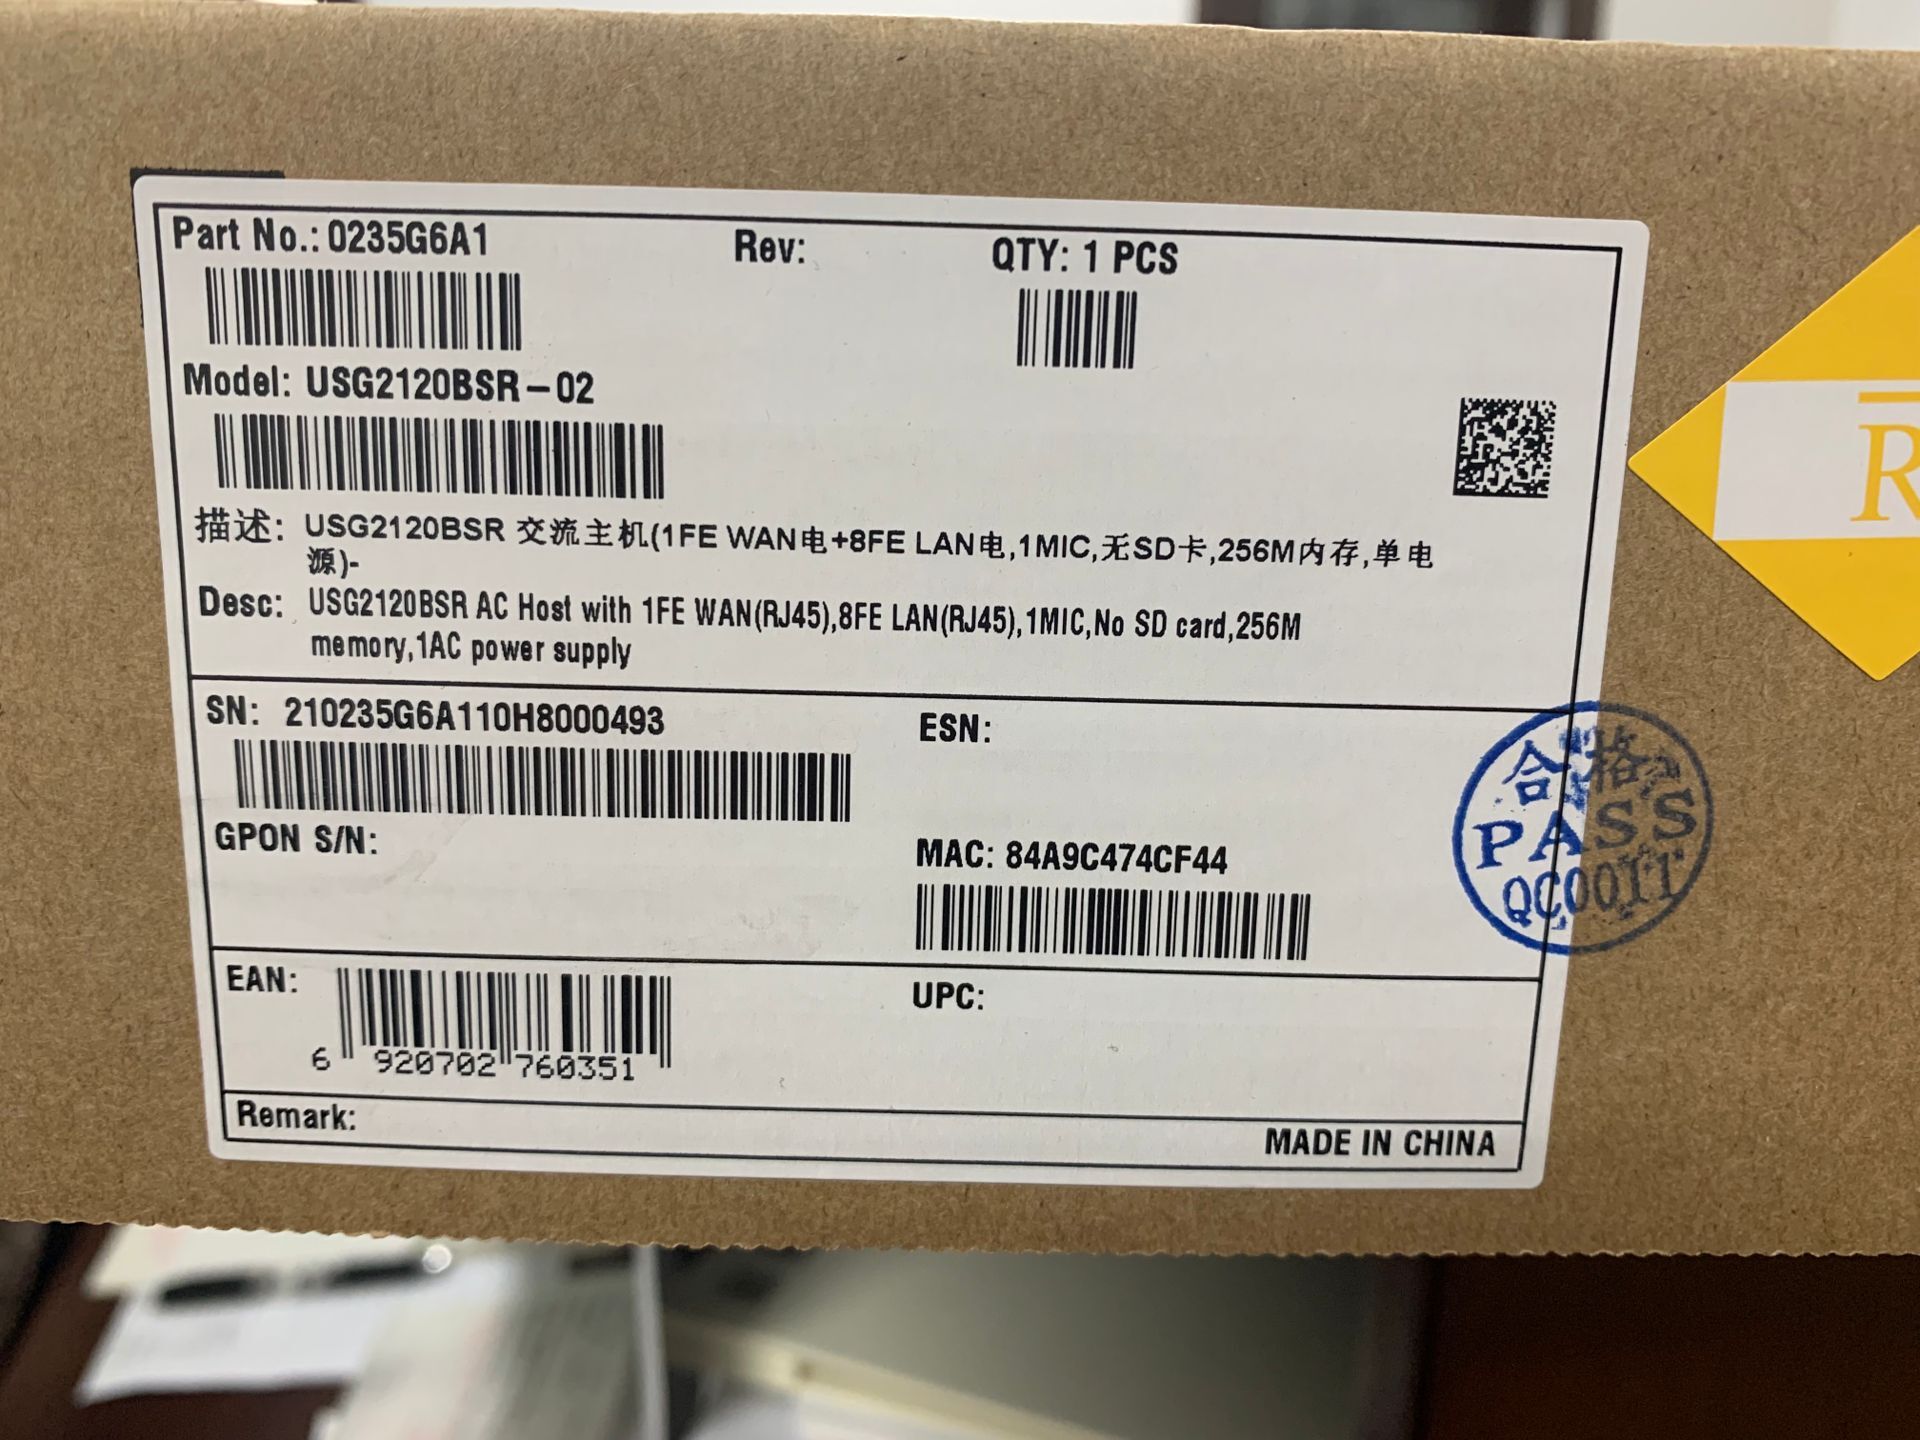 Part No.: 0235G6A1 Rev: QTY: 1 PCS
Model: USG2120BSR-02
描述: USG2120BSR 交流主机(1FE WAN电+8FE LAN电,1MIC,无SD卡,256M内存,单电
源)-
Desc: USG2120BSR AC Host with 1FE WAN(RJ45),8FE LAN(RJ45),1MIC,No SD card,256M
memory,1AC power supply
SN: 210235G6A110H8000493 ESN:
GPON S/N:
MAC: 84A9C474CF44
EAN: UPC:
6 920702 760351
Remark:
MADE IN CHINA
合格
PASS
R